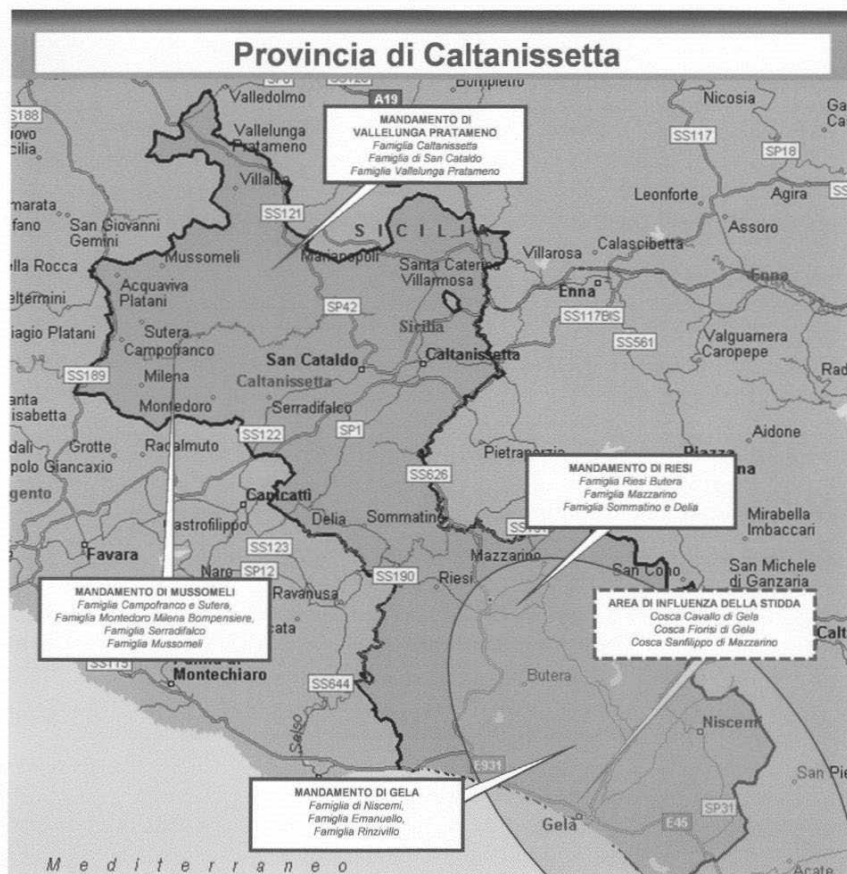 Provincia di Caltanissetta
Bompietro
Valledolmo
A19
Nicosia
SS188
MANDAMENTO DI
VALLELUNGA PRATAMENO
Famiglia Caltanissetta
Famiglia di San Cataldo
Famiglie Vallelunga Pratameno
Vallelunga
Pratameno
SS117
SP18
Villalba
Leonforte
Agira
SS121
San Giovanni
Gemini
SICILIA
Assoro
Mussomeli
Marianopoli
Villarosa
Calascibetta
Santa Caterina
Villarmosa
Enna
Enna
Acquaviva
Platani
SP42
SS117BIS
Sicilia
Sutera
Campofranco
SS561
Valguarnera
Caropepe
San Cataldo
Caltanissetta
SS189
Milena
Caltanissetta
Montedoro
Serradifalco
SS122
SP1
Aidone
Grotte
Racalmuto
Pietraperzia
SS626
MANDAMENTO DI RIESI
Famiglia Riesi Butera
Famiglia Mazzarino
Famiglia Sommatino e Delia
Canicattì
Mirabella
Imbaccari
Castrofilippo
Delia
Sommatino
Favara
SS123
Mazzarino
San Michele
di Ganzaria
Naro
SP12
SS190
Riesi
San Cono
MANDAMENTO DI MUSSOMELI
Famiglia Campofranco e Sutera,
Famiglia Montedoro Milena Bompensiere,
Famiglia Serradifalco
Famiglia Mussomeli
Ravanusa
AREA DI INFLUENZA DELLA STIDDA
Cosca Cavallo di Gela
Cosca Fiorisi di Gela
Cosca Sanfilippo di Mazzarino
SS115
Montechiaro
SS644
Butera
Salso
Niscemi
E931
MANDAMENTO DI GELA
Famiglia di Niscemi,
Famiglia Emanuello,
Famiglia Rinzivillo
SP31
Gela
E45
Mediterraneo
Acate